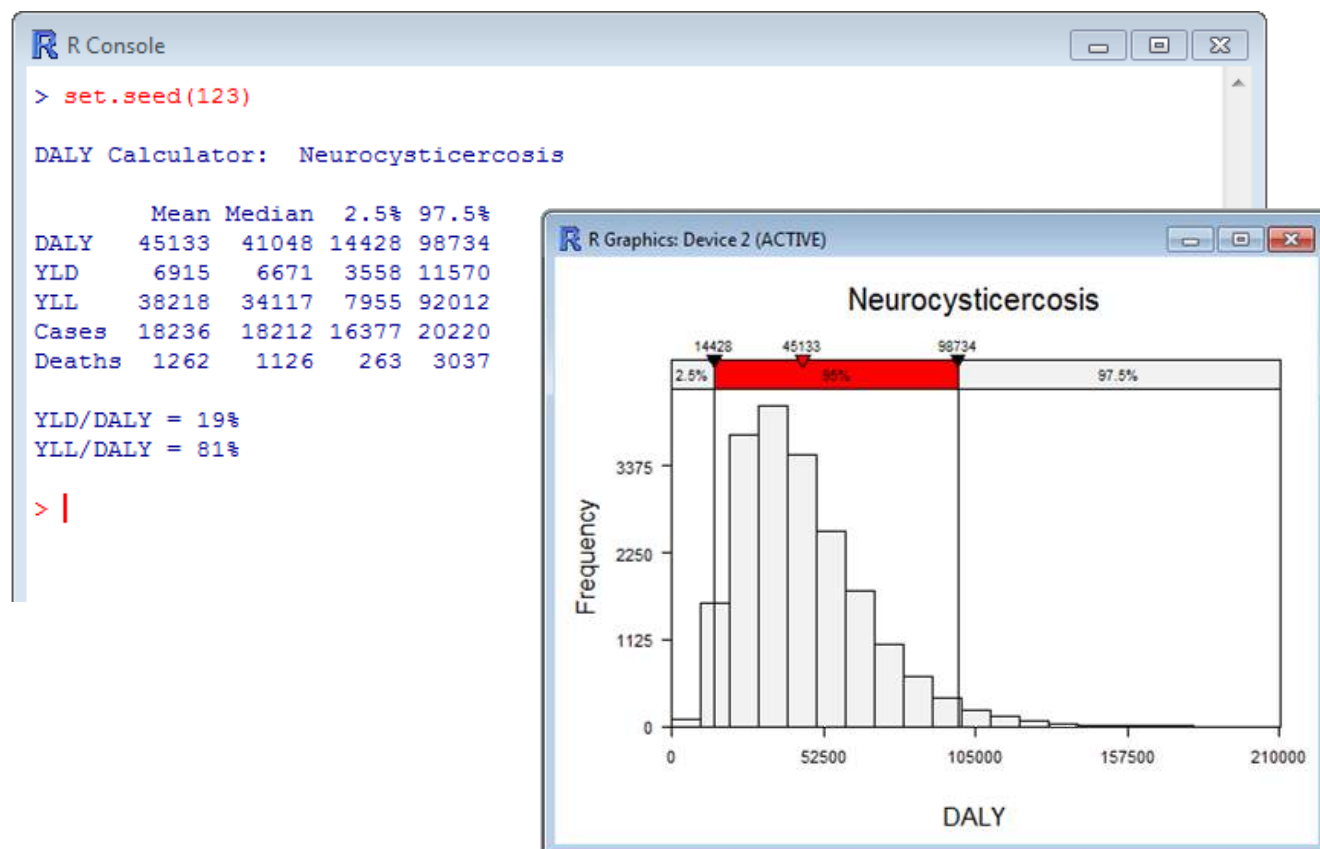 R Console
> set.seed(123)
DALY Calculator:  Neurocysticercosis
Mean Median 2.5% 97.5%
DALY 45133 41048 14428 98734
YLD 6915 6671 3558 11570
YLL 38218 34117 7955 92012
Cases 18236 18212 16377 20220
Deaths 1262 1126 263 3037
YLD/DALY = 19%
YLL/DALY = 81%
>
R Graphics: Device 2 (ACTIVE)
Neurocysticercosis
14428 45133 98734
2.5% 95% 97.5%
Frequency
3375
2250
1125
0
0 52500 105000 157500 210000
DALY